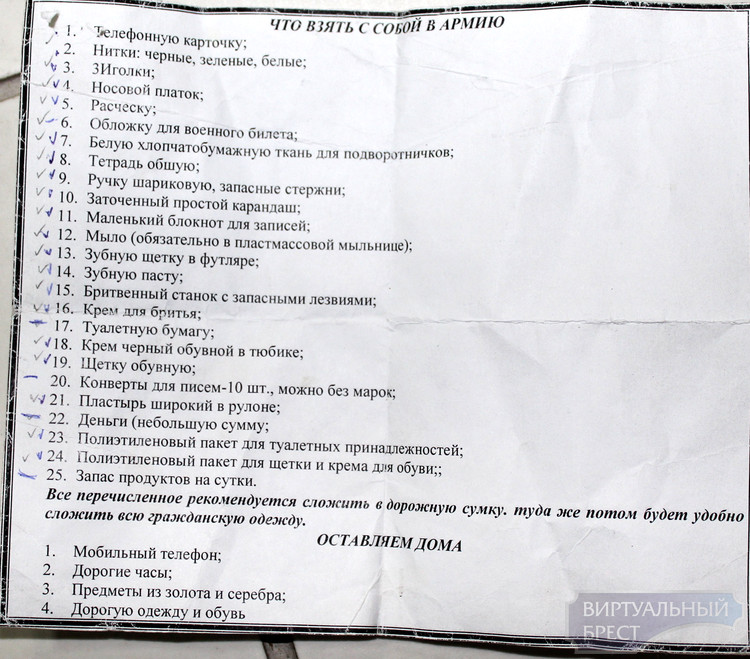 ЧТО ВЗЯТЬ С СОБОЙ В АРМИЮ
1. Телефонную карточку;
2. Нитки: черные, зеленые, белые;
3. 3Иголки;
4. Носовой платок;
5. Расческу;
6. Обложку для военного билета;
7. Белую хлопчатобумажную ткань для подворотничков;
8. Тетрадь обшую;
9. Ручку шариковую, запасные стержни;
10. Заточенный простой карандаш;
11. Маленький блокнот для записей;
12. Мыло (обязательно в пластмассовой мыльнице);
13. Зубную щетку в футляре;
14. Зубную пасту;
15. Бритвенный станок с запасными лезвиями;
16. Крем для бритья;
17. Туалетную бумагу;
18. Крем черный обувной в тюбике;
19. Щетку обувную;
20. Конверты для писем-10 шт., можно без марок;
21. Пластырь широкий в рулоне;
22. Деньги (небольшую сумму;
23. Полиэтиленовый пакет для туалетных принадлежностей;
24. Полиэтиленовый пакет для щетки и крема для обуви;;
25. Запас продуктов на сутки.
Все перечисленное рекомендуется сложить в дорожную сумку. туда же потом будет удобно
сложить всю гражданскую одежду.
ОСТАВЛЯЕМ ДОМА
1. Мобильный телефон;
2. Дорогие часы;
3. Предметы из золота и серебра;
4. Дорогую одежду и обувь
ВИРТУАЛЬНЫЙ
БРЕСТ